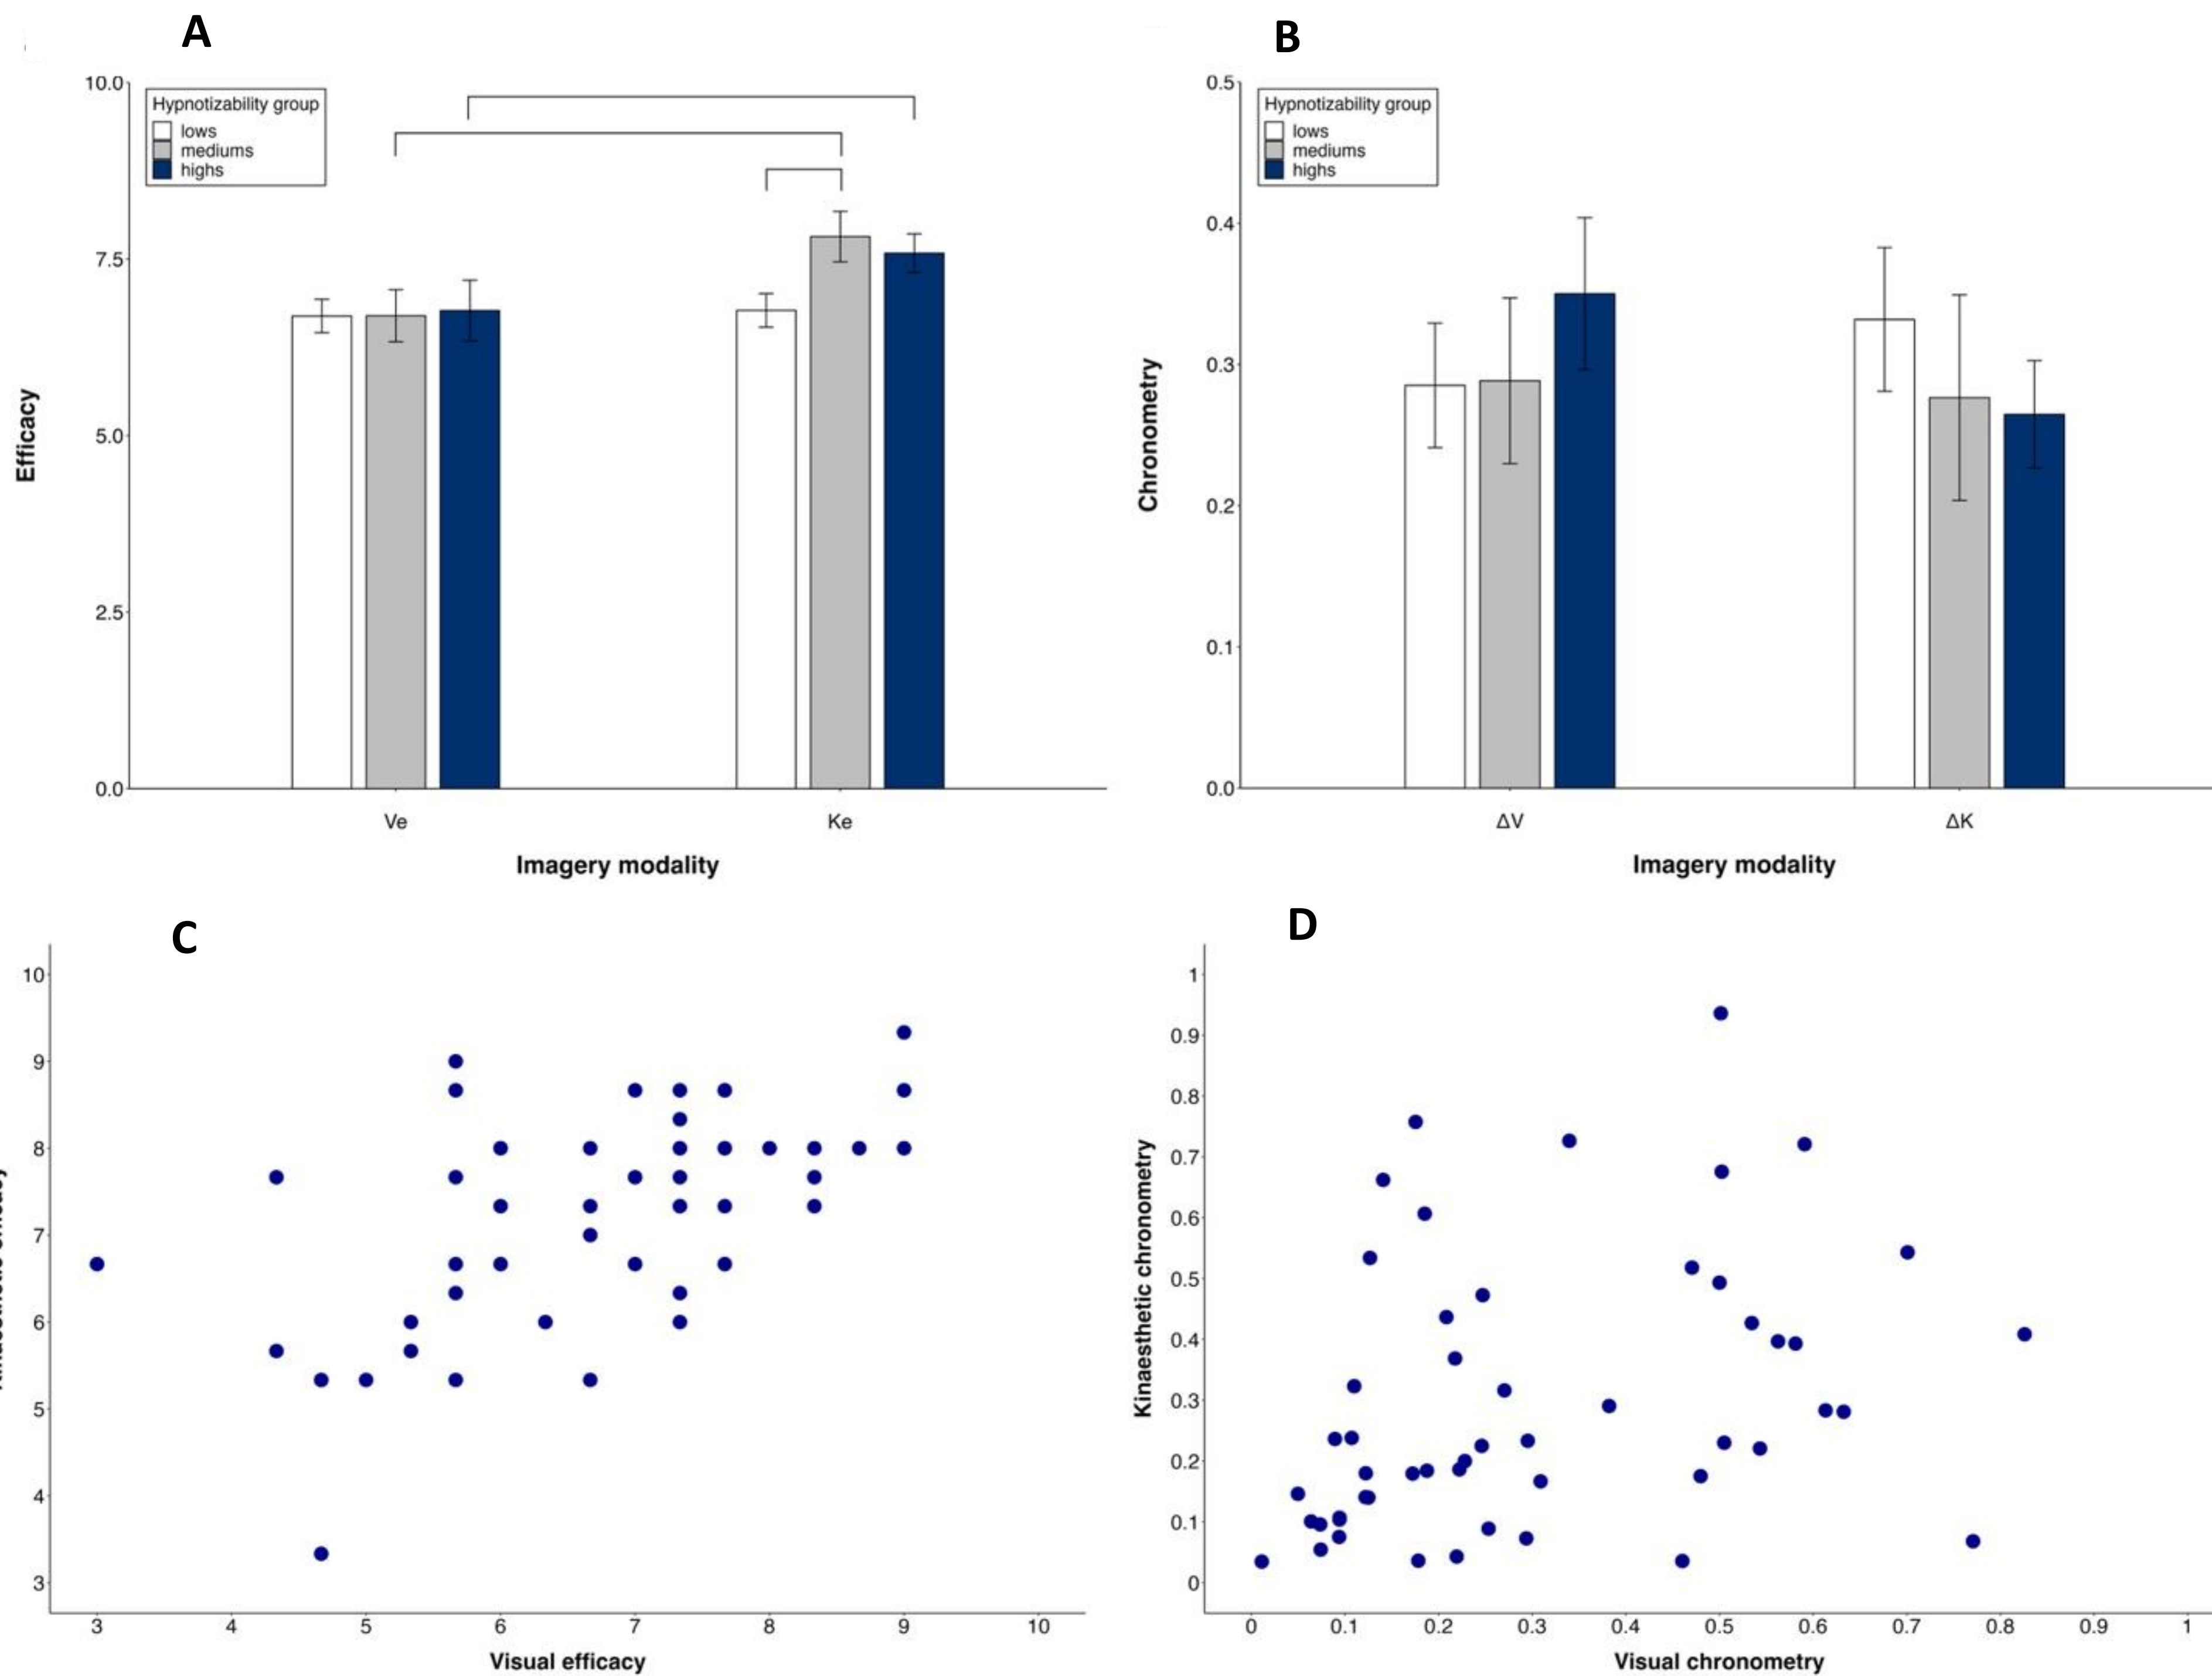 A
10.0
7.5
5.0
2.5
0.0
Efficacy
Hypnotizability group
lows
mediums
highs
Ve
Ke
Imagery modality
B
0.5
0.4
0.3
0.2
0.1
0.0
Chronometry
Hypnotizability group
lows
mediums
highs
ΔV
ΔK
Imagery modality
C
10
9
8
7
6
5
4
3
3 4 5 6 7 8 9 10
Visual efficacy
D
1
0.9
0.8
0.7
0.6
0.5
0.4
0.3
0.2
0.1
0
Kinaesthetic chronometry
0 0.1 0.2 0.3 0.4 0.5 0.6 0.7 0.8 0.9 1
Visual chronometry